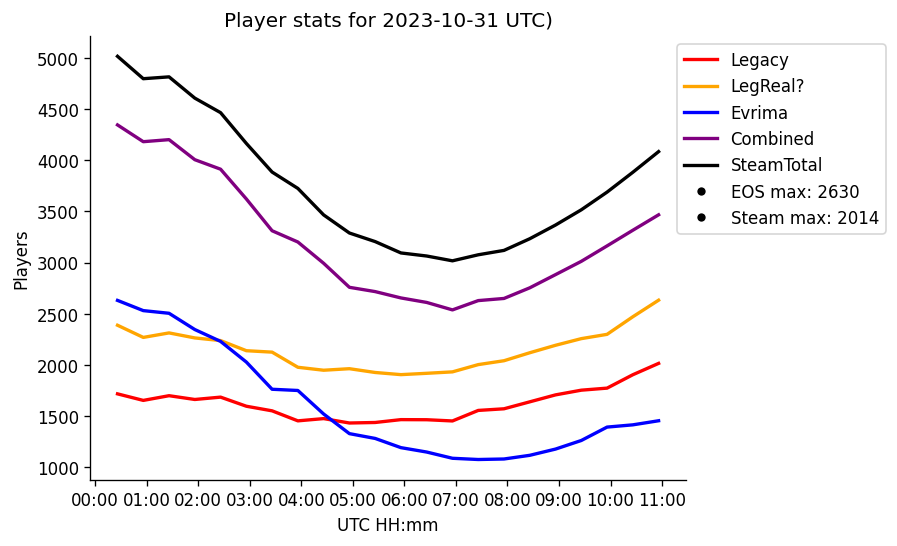 Player stats for 2023-10-31 UTC)
Players
5000
4500
4000
3500
3000
2500
2000
1500
1000
00:00 01:00 02:00 03:00 04:00 05:00 06:00 07:00 08:00 09:00 10:00 11:00
UTC HH:mm
Legacy
LegReal?
Evrima
Combined
SteamTotal
EOS max: 2630
Steam max: 2014